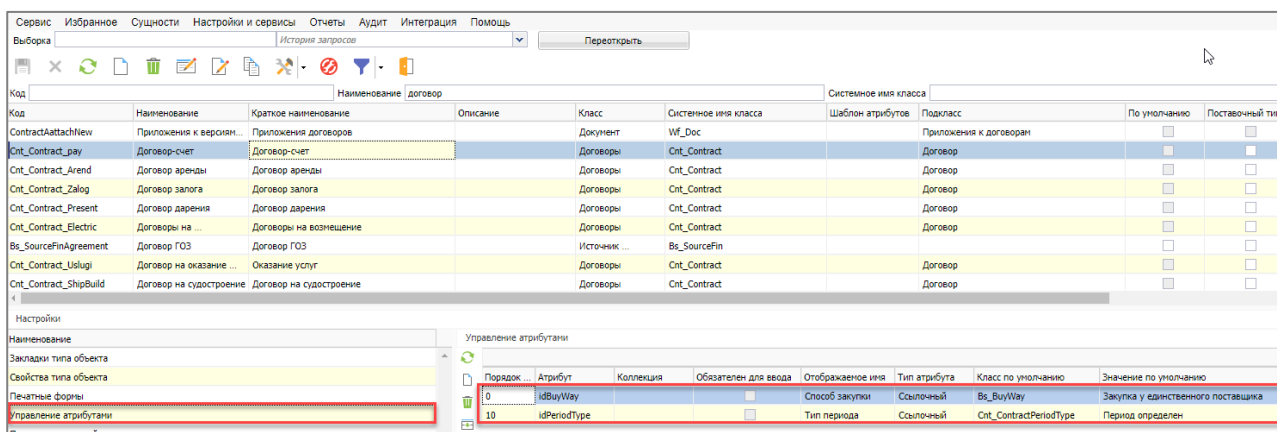 Сервис Избранное Сущности Настройки и сервисы Отчеты Аудит Интеграция Помощь
Выборка История запросов Переоткрыть
Код Наименование договор Системное имя класса
Код Наименование Краткое наименование Описание Класс Системное имя класса Шаблон атрибутов Подкласс По умолчанию Поставочный ти
ContractAattachNew Приложения к версиям... Приложения договоров Документ Wf_Doc Приложения к договорам
Cnt_Contract_pay Договор-счет Договор-счет Договоры Cnt_Contract Договор
Cnt_Contract_Arend Договор аренды Договор аренды Договоры Cnt_Contract Договор
Cnt_Contract_Zalog Договор залога Договор залога Договоры Cnt_Contract Договор
Cnt_Contract_Present Договор дарения Договор дарения Договоры Cnt_Contract Договор
Cnt_Contract_Electric Договоры на ... Договоры на возмещение Договоры Cnt_Contract Договор
Bs_SourceFinAgreement Договор ГОЗ Договор ГОЗ Источник ... Bs_SourceFin
Cnt_Contract_Uslugi Договор на оказание ... Оказание услуг Договоры Cnt_Contract Договор
Cnt_Contract_ShipBuild Договор на судостроение Договор на судостроение Договоры Cnt_Contract Договор
Настройки
Наименование Управление атрибутами
Закладки типа объекта
Свойства типа объекта Порядок ... Атрибут Коллекция Обязателен для ввода Отображаемое имя Тип атрибута Класс по умолчанию Значение по умолчанию
Печатные формы 0 idBuyWay Способ закупки Ссылочный Bs_BuyWay Закупка у единственного поставщика
Управление атрибутами 10 idPeriodType Тип периода Ссылочный Cnt_ContractPeriodType Период определен